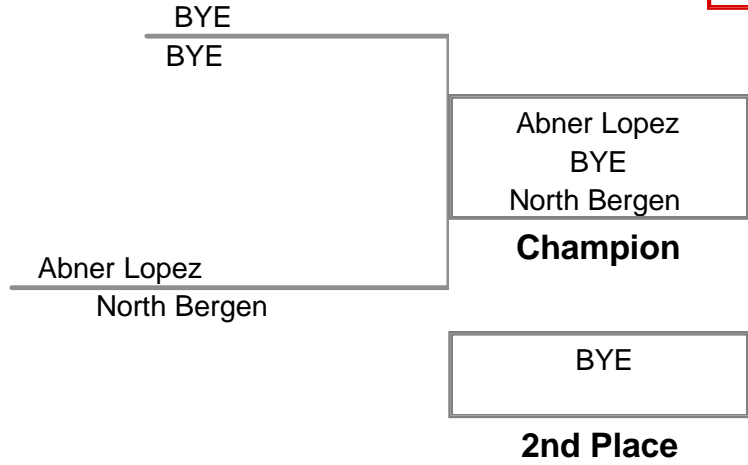 BYE
BYE
Abner Lopez
BYE
North Bergen
Champion
Abner Lopez
North Bergen
BYE
2nd Place